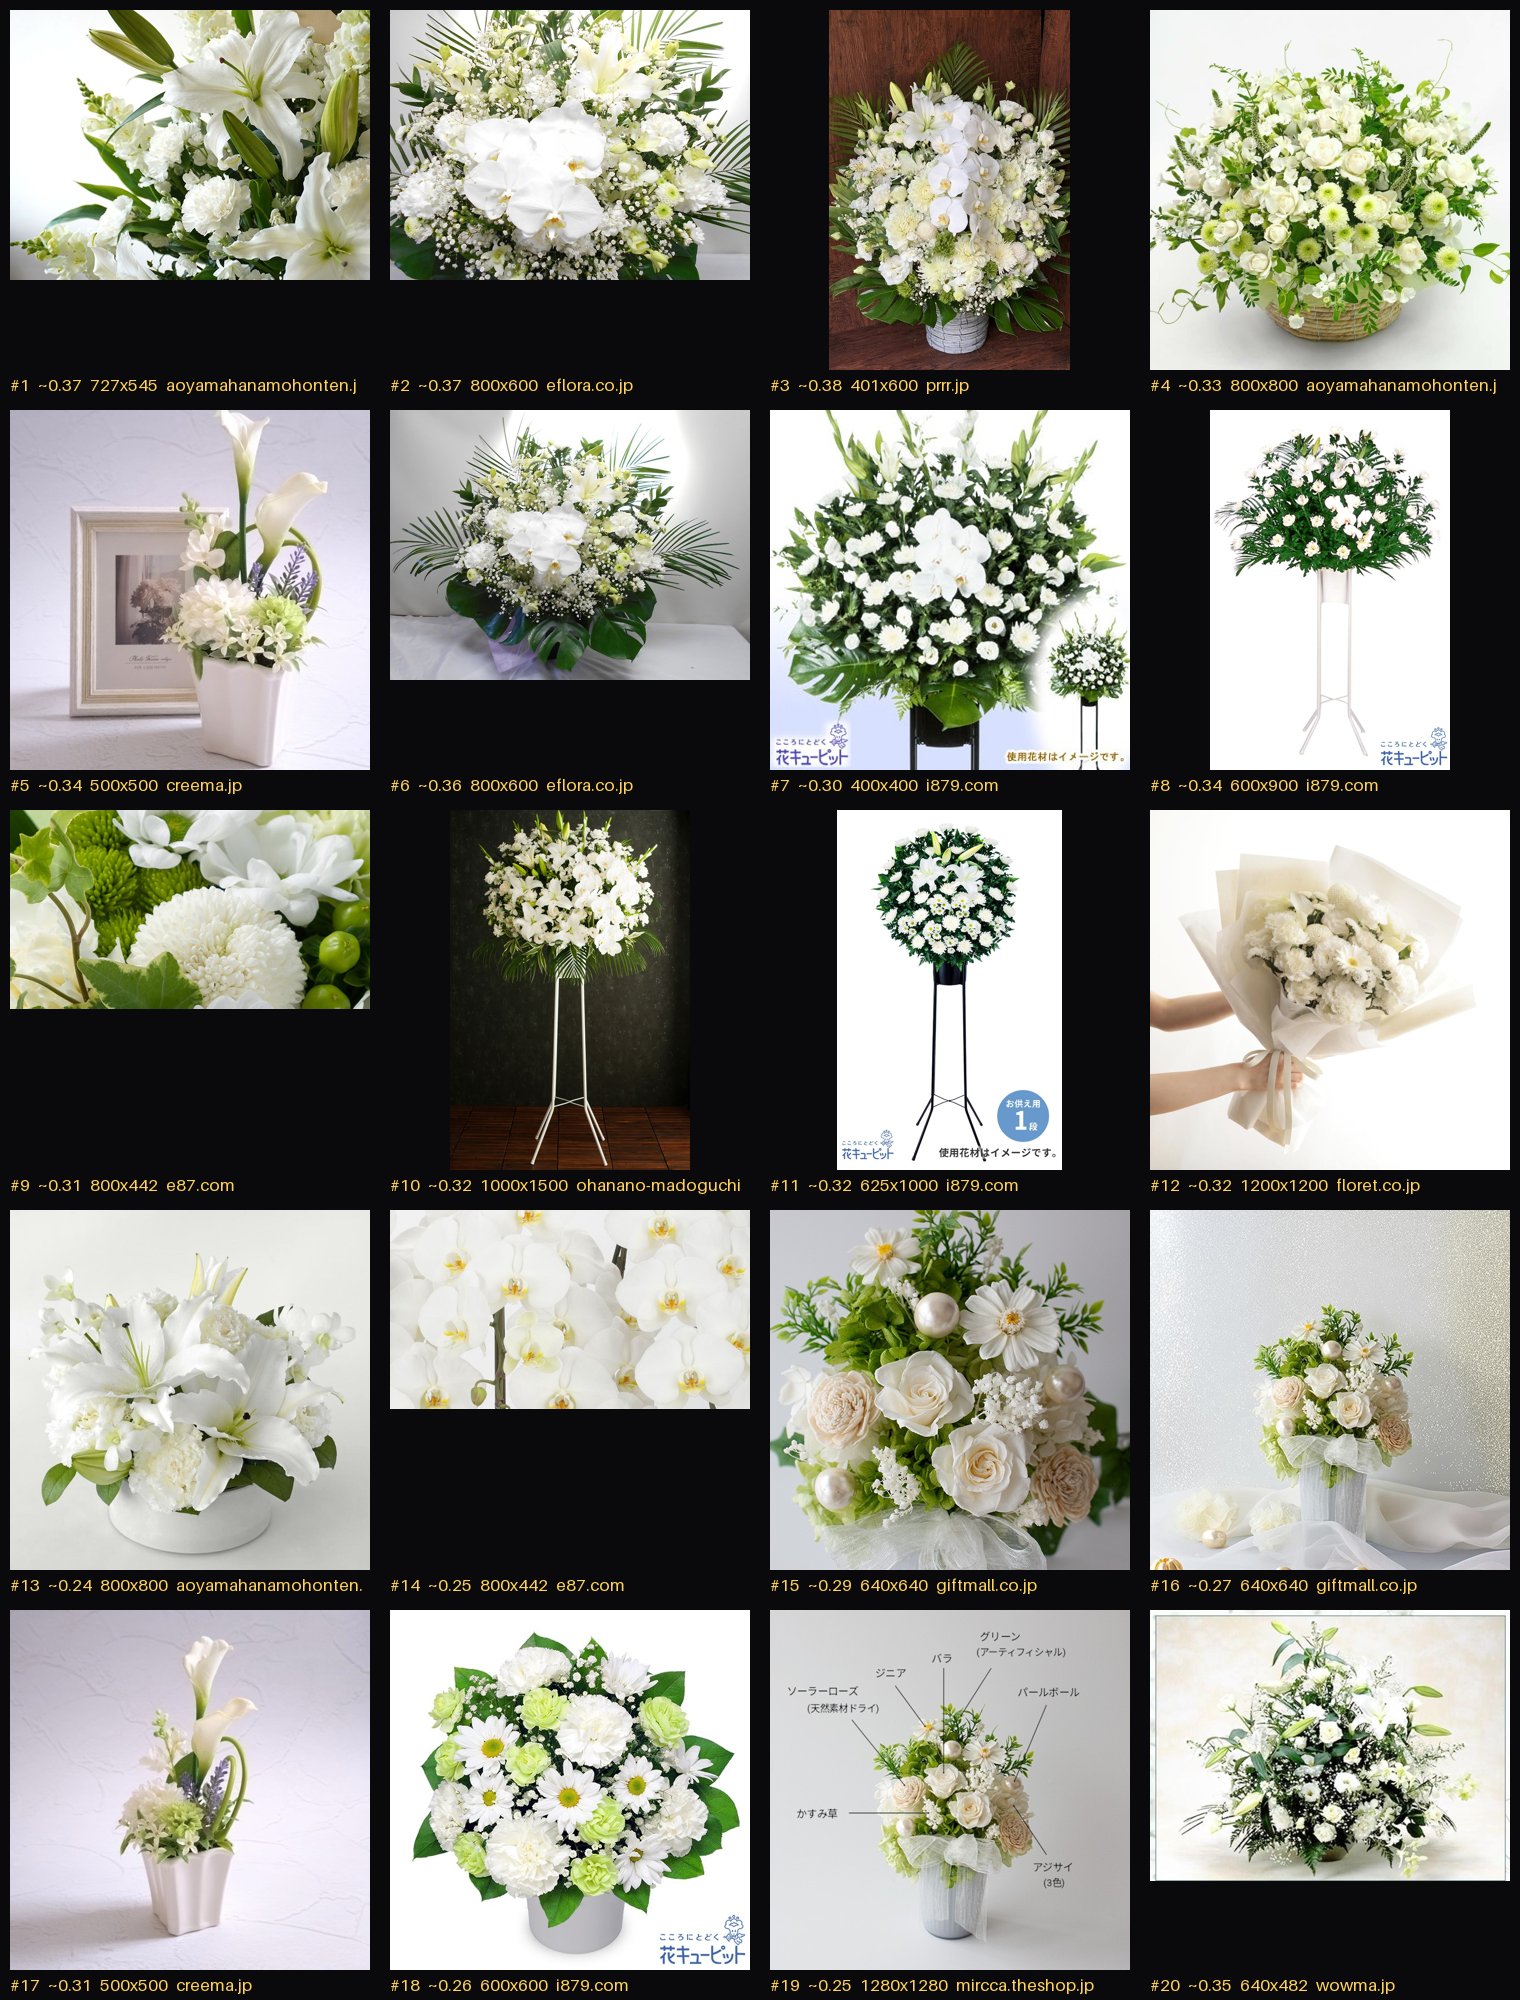 #1 ~0.37 727x545 aoyamahanamohonten.j
#2 ~0.37 800x600 eflora.co.jp
#3 ~0.38 401x600 prrr.jp
#4 ~0.33 800x800 aoyamahanamohonten.j
こころにとどく
花キューピット
使用花材はイメージです。
こころにとどく
花キューピット
#5 ~0.34 500x500 creema.jp
#6 ~0.36 800x600 eflora.co.jp
#7 ~0.30 400x400 i879.com
#8 ~0.34 600x900 i879.com
お供え用
1段
こころにとどく
花キューピット
使用花材はイメージです。
#9 ~0.31 800x442 e87.com
#10 ~0.32 1000x1500 ohanano-madoguchi
#11 ~0.32 625x1000 i879.com
#12 ~0.32 1200x1200 floret.co.jp
#13 ~0.24 800x800 aoyamahanamohonten.
#14 ~0.25 800x442 e87.com
#15 ~0.29 640x640 giftmall.co.jp
#16 ~0.27 640x640 giftmall.co.jp
こころにとどく
花キューピット
グリーン
(アーティフィシャル)
バラ
ジニア
ソーラーローズ
(天然素材ドライ)
パールボール
かすみ草
アジサイ
(3色)
#17 ~0.31 500x500 creema.jp
#18 ~0.26 600x600 i879.com
#19 ~0.25 1280x1280 mircca.theshop.jp
#20 ~0.35 640x482 wowma.jp